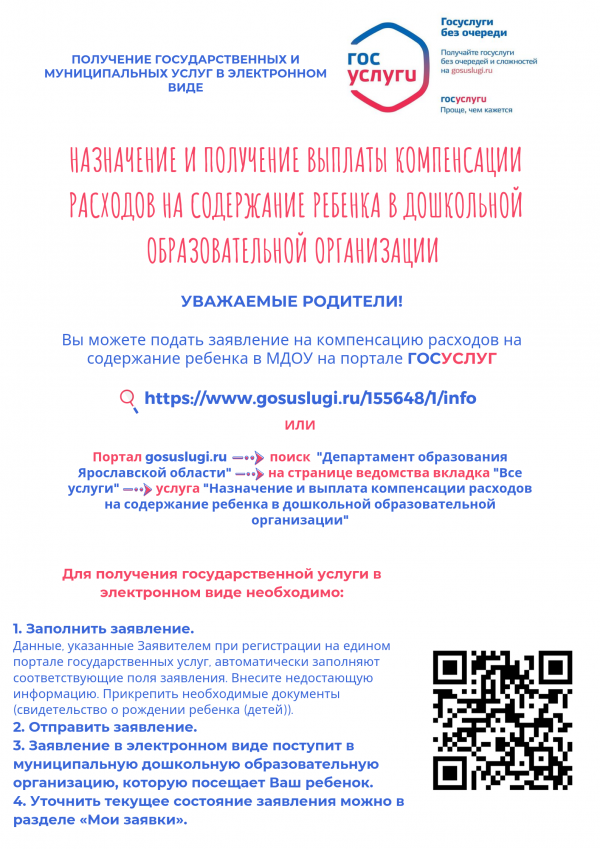 ПОЛУЧЕНИЕ ГОСУДАРСТВЕННЫХ И
МУНИЦИПАЛЬНЫХ УСЛУГ В ЭЛЕКТРОННОМ
ВИДЕ
гос
услуги
Госуслуги
без очереди
Получайте госуслуги
без очередей и сложностей
на gosuslugi.ru
госуслуги
Проще, чем кажется
НАЗНАЧЕНИЕ И ПОЛУЧЕНИЕ ВЫПЛАТЫ КОМПЕНСАЦИИ
РАСХОДОВ НА СОДЕРЖАНИЕ РЕБЕНКА В ДОШКОЛЬНОЙ
ОБРАЗОВАТЕЛЬНОЙ ОРГАНИЗАЦИИ
УВАЖАЕМЫЕ РОДИТЕЛИ!
Вы можете подать заявление на компенсацию расходов на
содержание ребенка в МДОУ на портале ГОСУСЛУГ
https://www.gosuslugi.ru/155648/1/info
ИЛИ
Портал gosuslugi.ru поиск "Департамент образования
Ярославской области" на странице ведомства вкладка "Все
услуги" услуга "Назначение и выплата компенсации расходов
на содержание ребенка в дошкольной образовательной
организации"
Для получения государственной услуги в
электронном виде необходимо:
1. Заполнить заявление.
Данные, указанные Заявителем при регистрации на едином
портале государственных услуг, автоматически заполняют
соответствующие поля заявления. Внесите недостающую
информацию. Прикрепить необходимые документы
(свидетельство о рождении ребенка (детей)).
2. Отправить заявление.
3. Заявление в электронном виде поступит в
муниципальную дошкольную образовательную
организацию, которую посещает Ваш ребенок.
4. Уточнить текущее состояние заявления можно в
разделе «Мои заявки».